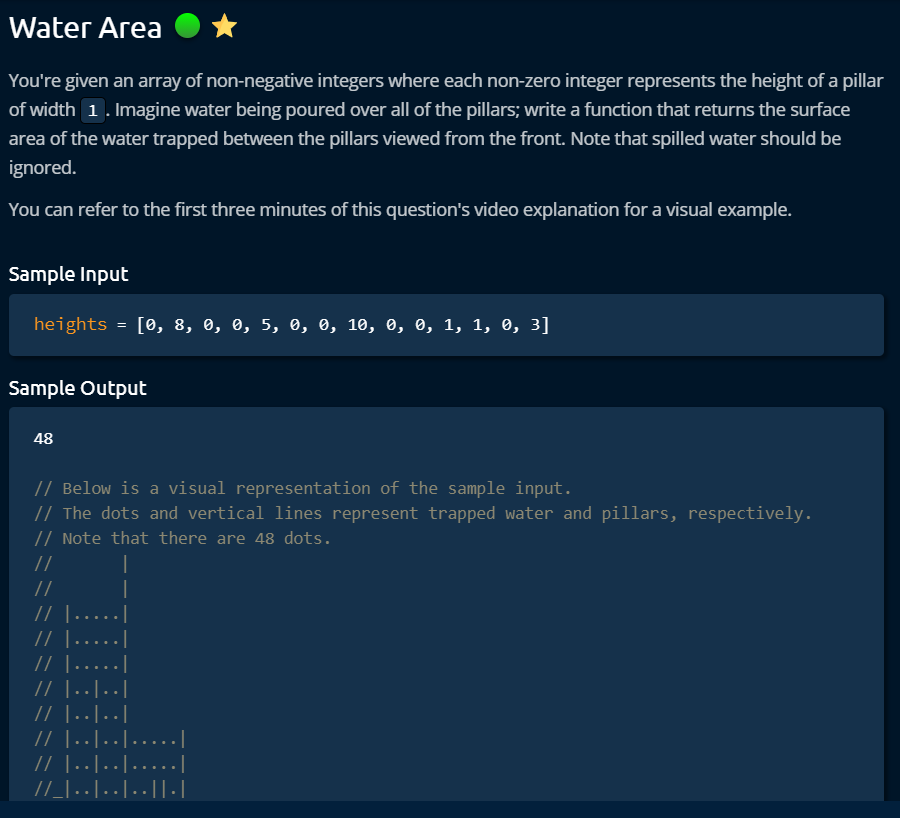 Water Area
You're given an array of non-negative integers where each non-zero integer represents the height of a pillar
of width 1. Imagine water being poured over all of the pillars; write a function that returns the surface
area of the water trapped between the pillars viewed from the front. Note that spilled water should be
ignored.
You can refer to the first three minutes of this question's video explanation for a visual example.
Sample Input
heights = [0, 8, 0, 0, 5, 0, 0, 10, 0, 0, 1, 1, 0, 3]
Sample Output
48
// Below is a visual representation of the sample input.
// The dots and vertical lines represent trapped water and pillars, respectively.
// Note that there are 48 dots.
//       |
//       |
// |.....|
// |.....|
// |.....|
// |..|..|
// |..|..|
// |..|..|.....|
// |..|..|.....|
//_|..|..|..||.|